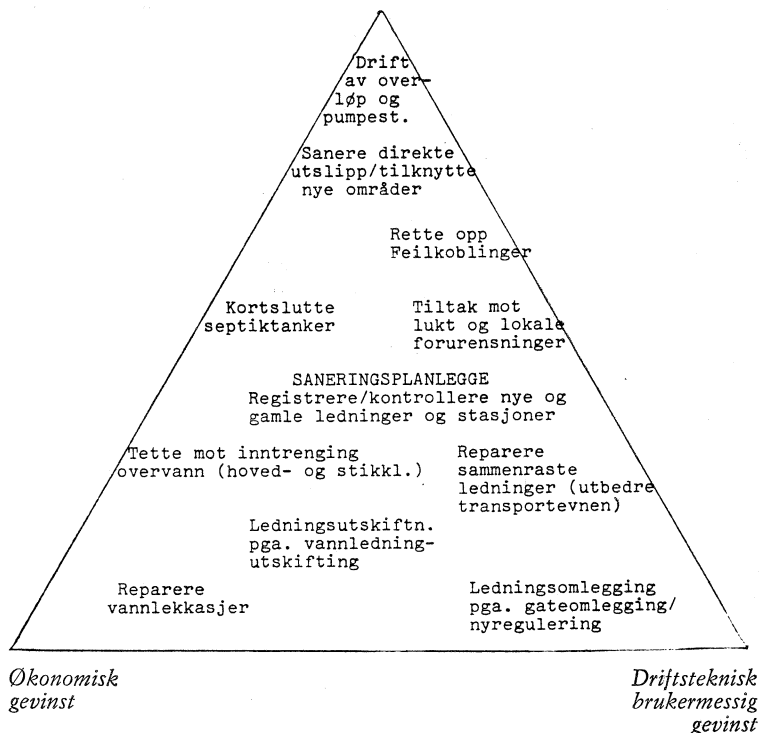 Drift
av over-
løp og
pumpest.
Sanere direkte
utslipp/tilknytte
nye områder
Rette opp
Feilkoblinger
Kortslutte
septiktanker
Tiltak mot
lukt og lokale
forurensninger
SANERINGSPLANLEGGE
Registrere/kontrollere nye og
gamle ledninger og stasjoner
Tette mot inntrenging
overvann (hoved- og stikkl.)
Reparere
sammenraste
ledninger (utbedre
transportevnen)
Ledningsutskiftn.
pga. vannledning-
utskifting
Reparere
vannlekkasjer
Ledningsomlegging
pga. gateomlegging/
nyregulering
Økonomisk
gevinst
Driftsteknisk
brukermessig
gevinst